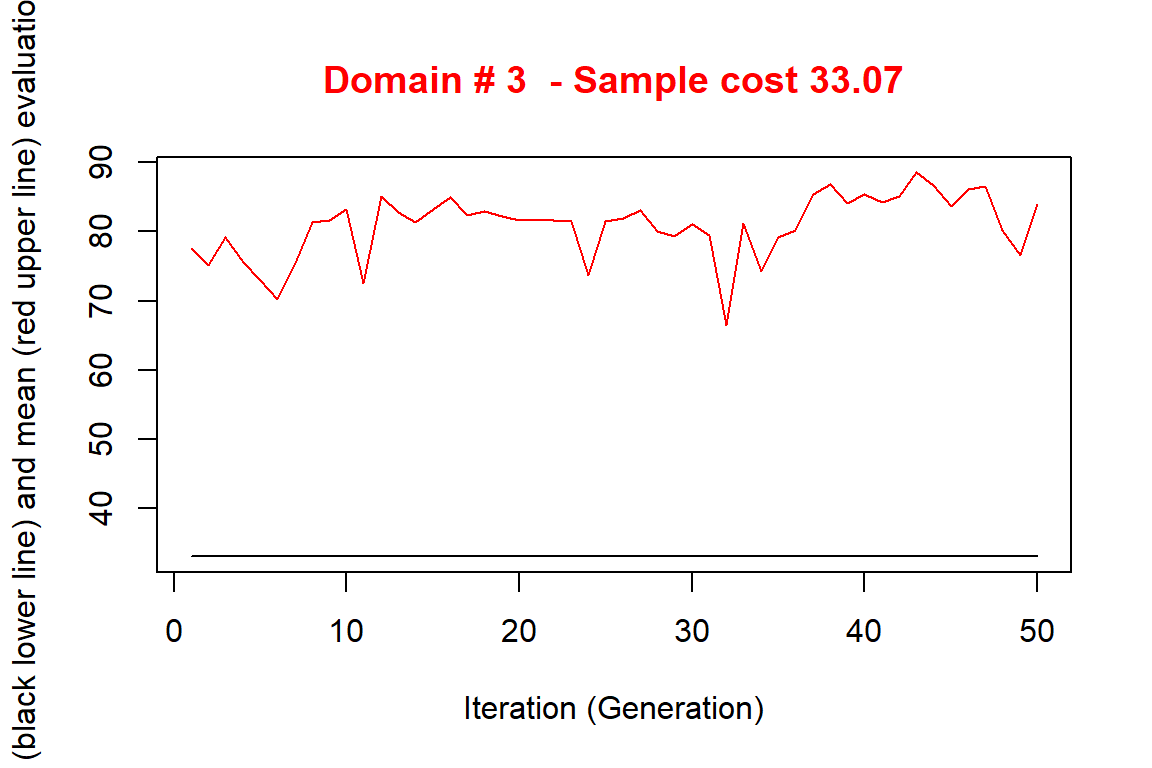 Domain # 3  - Sample cost 33.07
(black lower line) and mean (red upper line) evaluatio
90
80
70
60
50
40
0 10 20 30 40 50
Iteration (Generation)